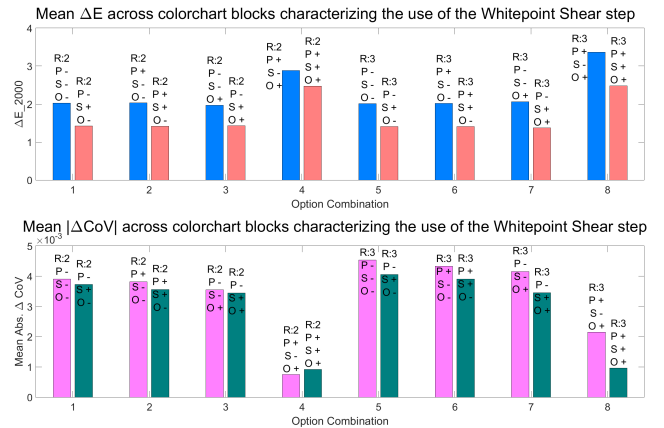 Mean ΔE across colorchart blocks characterizing the use of the Whitepoint Shear step
4
3
2
1
0
ΔE_2000
R:2
P -
S -
O -
R:2
P -
S +
O -
R:2
P +
S -
O -
R:2
P +
S +
O -
R:2
P -
S -
O +
R:2
P -
S +
O +
R:2
P +
S -
O +
R:2
P +
S +
O +
R:3
P -
S -
O -
R:3
P -
S +
O -
R:3
P +
S -
O -
R:3
P +
S +
O -
R:3
P -
S -
O +
R:3
P -
S +
O +
R:3
P +
S -
O +
R:3
P +
S +
O +
1 2 3 4 5 6 7 8
Option Combination
Mean |ΔCoV| across colorchart blocks characterizing the use of the Whitepoint Shear step
×10⁻³
5
4
3
2
1
0
Mean Abs. Δ CoV
R:2
P -
S -
O -
R:2
P -
S +
O -
R:2
P +
S -
O -
R:2
P +
S +
O -
R:2
P -
S -
O +
R:2
P -
S +
O +
R:2
P +
S -
O +
R:2
P +
S +
O +
R:3
P -
S -
O -
R:3
P -
S +
O -
R:3
P +
S -
O -
R:3
P +
S +
O -
R:3
P -
S -
O +
R:3
P -
S +
O +
R:3
P +
S -
O +
R:3
P +
S +
O +
1 2 3 4 5 6 7 8
Option Combination